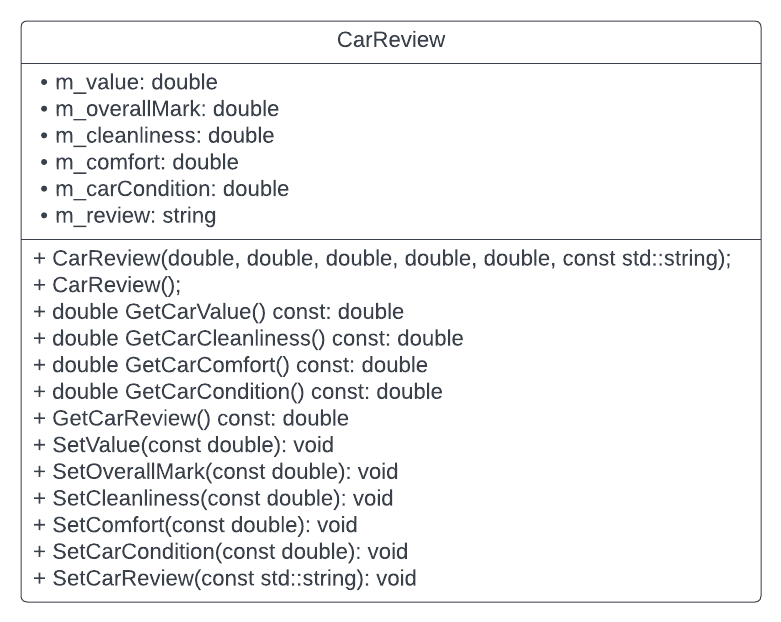 CarReview
• m_value: double
• m_overallMark: double
• m_cleanliness: double
• m_comfort: double
• m_carCondition: double
• m_review: string
+ CarReview(double, double, double, double, double, const std::string);
+ CarReview();
+ double GetCarValue() const: double
+ double GetCarCleanliness() const: double
+ double GetCarComfort() const: double
+ double GetCarCondition() const: double
+ GetCarReview() const: double
+ SetValue(const double): void
+ SetOverallMark(const double): void
+ SetCleanliness(const double): void
+ SetComfort(const double): void
+ SetCarCondition(const double): void
+ SetCarReview(const std::string): void